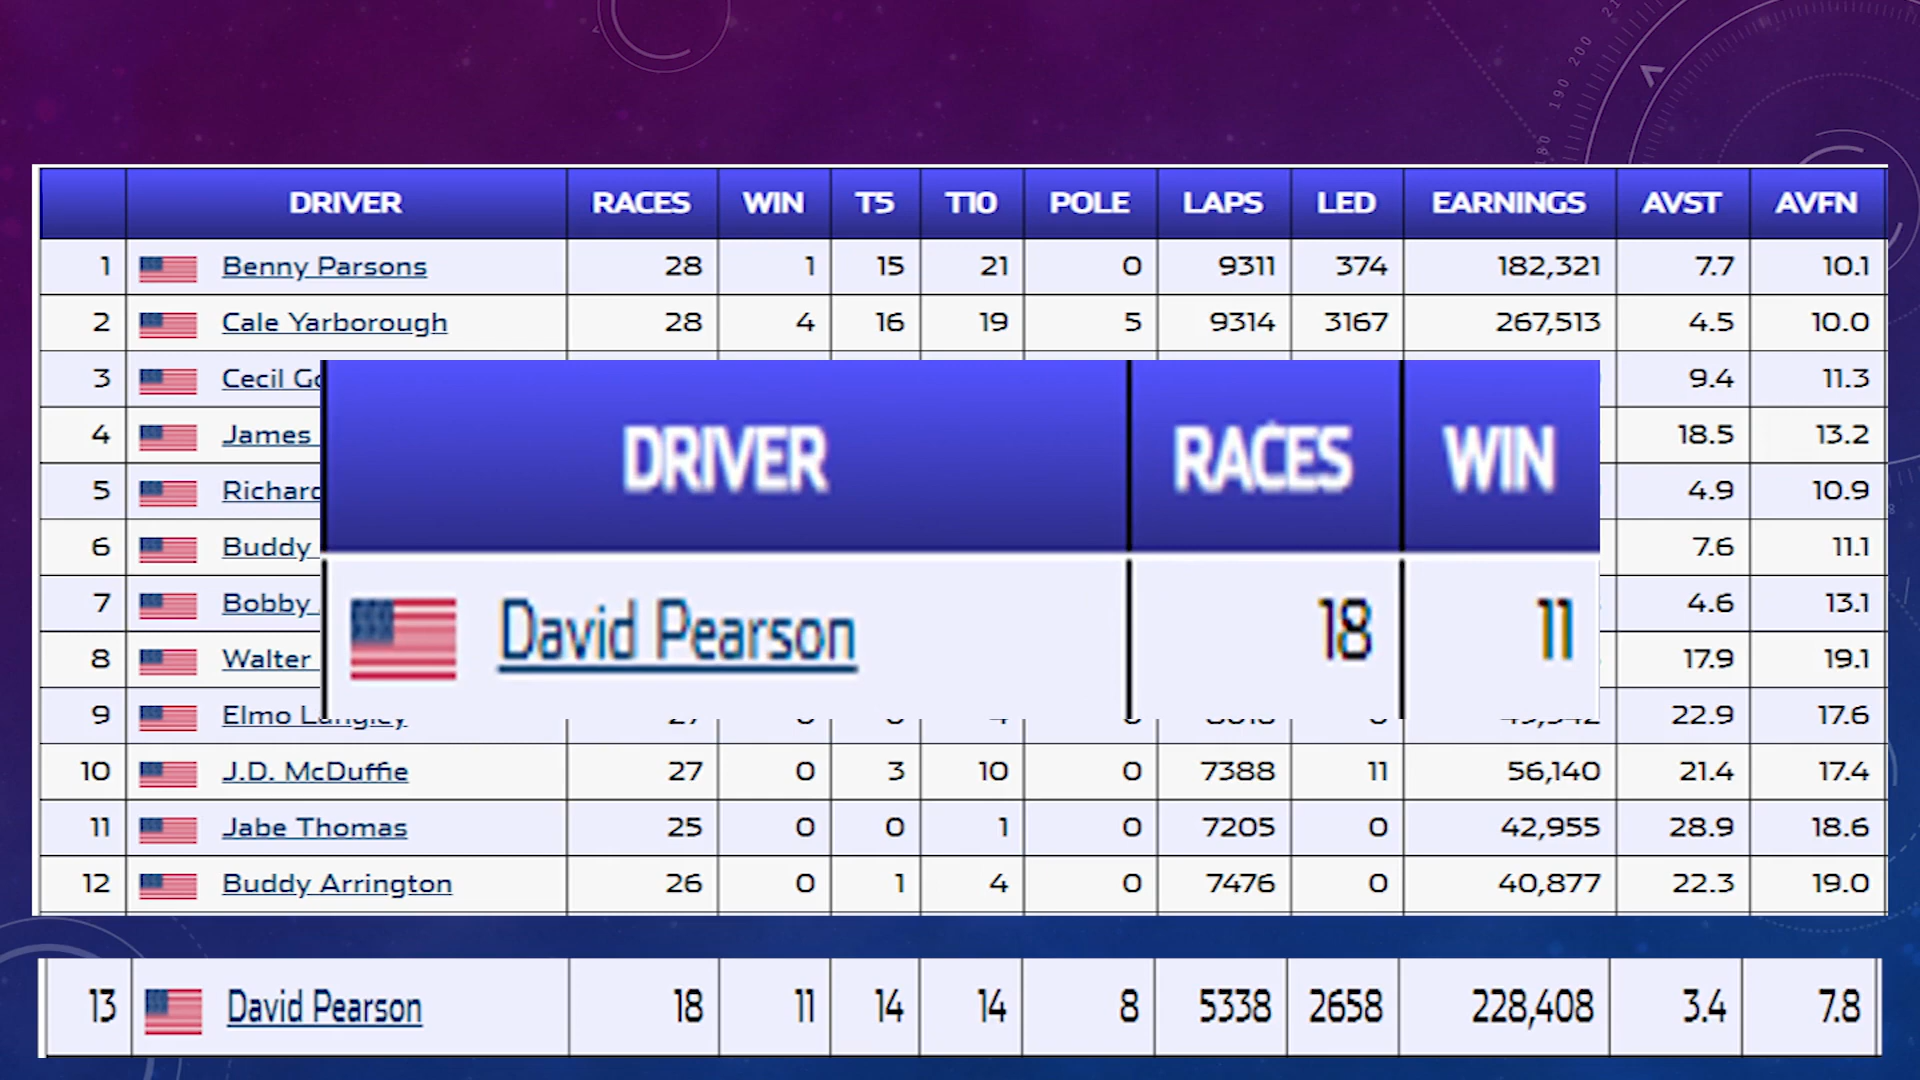 DRIVER RACES WIN T5 T10 POLE LAPS LED EARNINGS AVST AVFN
1 Benny Parsons 28 1 15 21 0 9311 374 182,321 7.7 10.1
2 Cale Yarborough 28 4 16 19 5 9314 3167 267,513 4.5 10.0
3 Cecil 9.4 11.3
4 James 18.5 13.2
5 Richard 4.9 10.9
6 Buddy 7.6 11.1
7 Bobby 4.6 13.1
8 Walter 17.9 19.1
9 Elmo Langley 22.9 17.6
10 J.D. McDuffie 27 0 3 10 0 7388 11 56,140 21.4 17.4
11 Jabe Thomas 25 0 0 1 0 7205 0 42,955 28.9 18.6
12 Buddy Arrington 26 0 1 4 0 7476 0 40,877 22.3 19.0
DRIVER RACES WIN
David Pearson 18 11
13 David Pearson 18 11 14 14 8 5338 2658 228,408 3.4 7.8
180 190 200 21